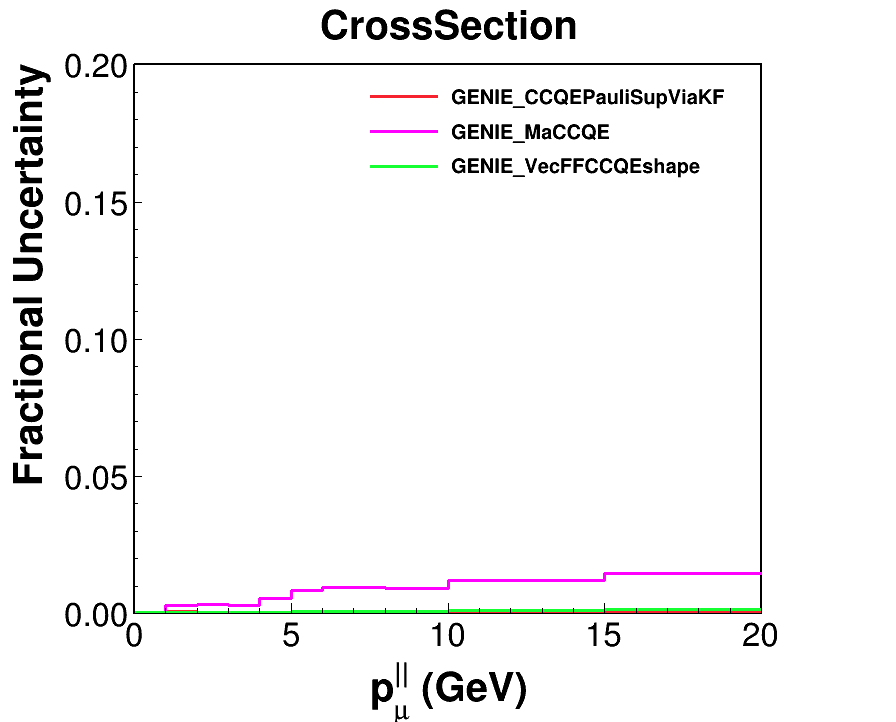 CrossSection
Fractional Uncertainty
0.20
0.15
0.10
0.05
0.00
GENIE_CCQEPauliSupViaKF
GENIE_MaCCQE
GENIE_VecFFCCQEshape
0 5 10 15 20
p_μ^|| (GeV)